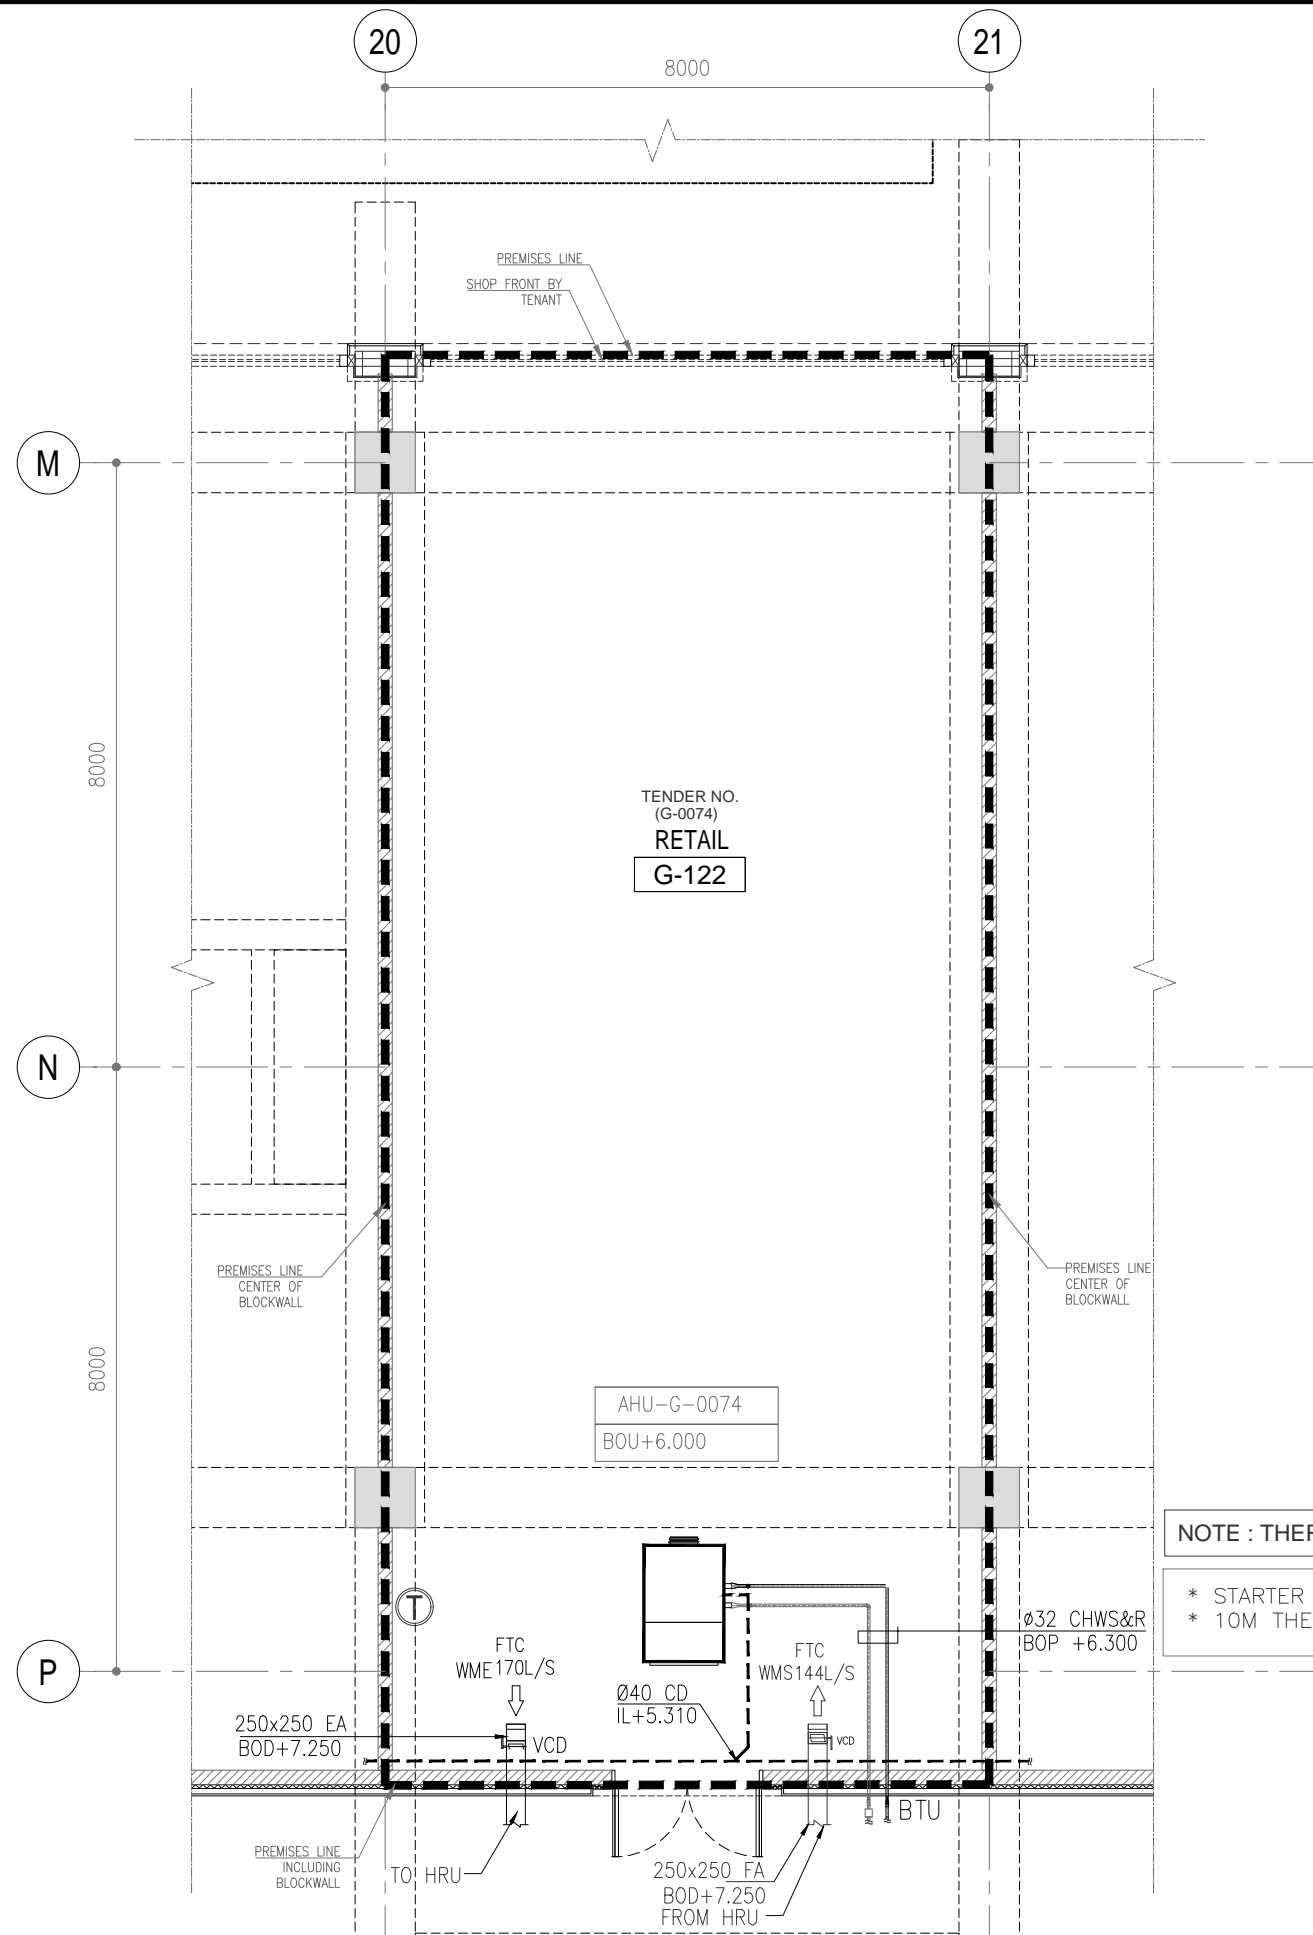 20
21
8000
PREMISES LINE
SHOP FRONT BY
TENANT
M
8000
TENDER NO.
(G-0074)
RETAIL
G-122
N
PREMISES LINE
CENTER OF
BLOCKWALL
PREMISES LINE
CENTER OF
BLOCKWALL
8000
AHU-G-0074
BOU+6.000
NOTE :
* STARTER
* 10M
T
Ø32 CHWS&R
BOP +6.300
P
FTC
WME 170L/S
FTC
WMS144L/S
Ø40 CD
IL+5.310
250x250 EA
BOD+7.250
VCD
VCD
BTU
PREMISES LINE
INCLUDING
BLOCKWALL
TO HRU
250x250 FA
BOD+7.250
FROM HRU